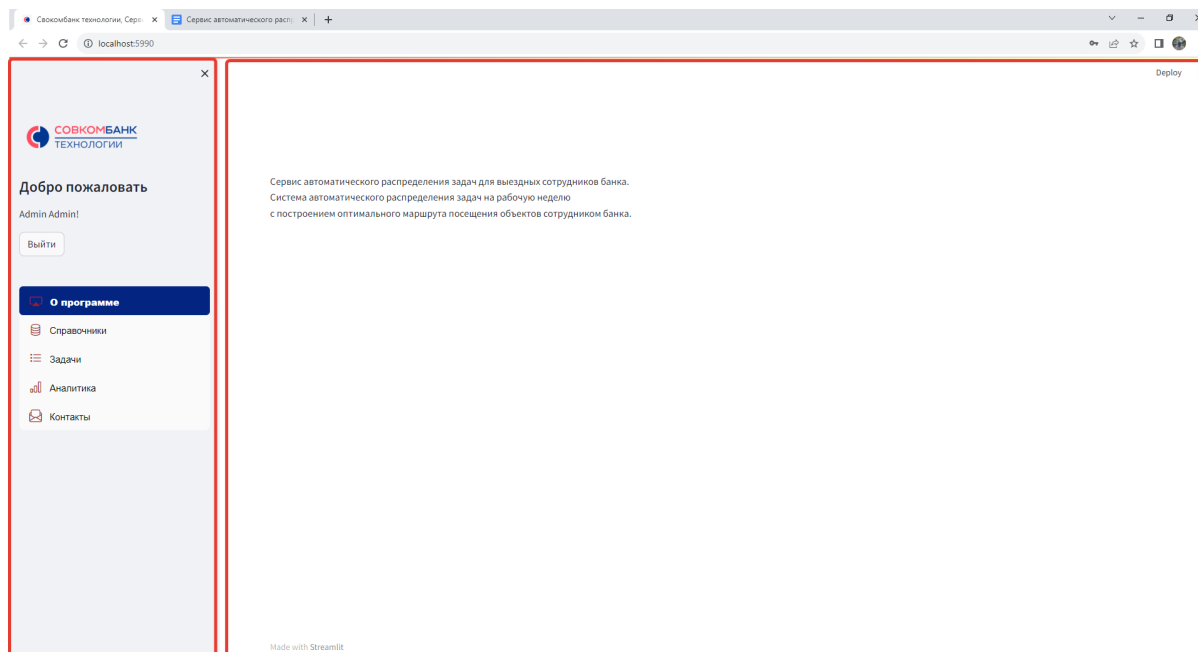 Свокомбанк технологии, Серв
Сервис автоматического расп
localhost:5990
Deploy
СОВКОМБАНК
ТЕХНОЛОГИИ
Добро пожаловать
Admin Admin!
Выйти
О программе
Справочники
Задачи
Аналитика
Контакты
Сервис автоматического распределения задач для выездных сотрудников банка.
Система автоматического распределения задач на рабочую неделю
с построением оптимального маршрута посещения объектов сотрудником банка.
Made with Streamlit